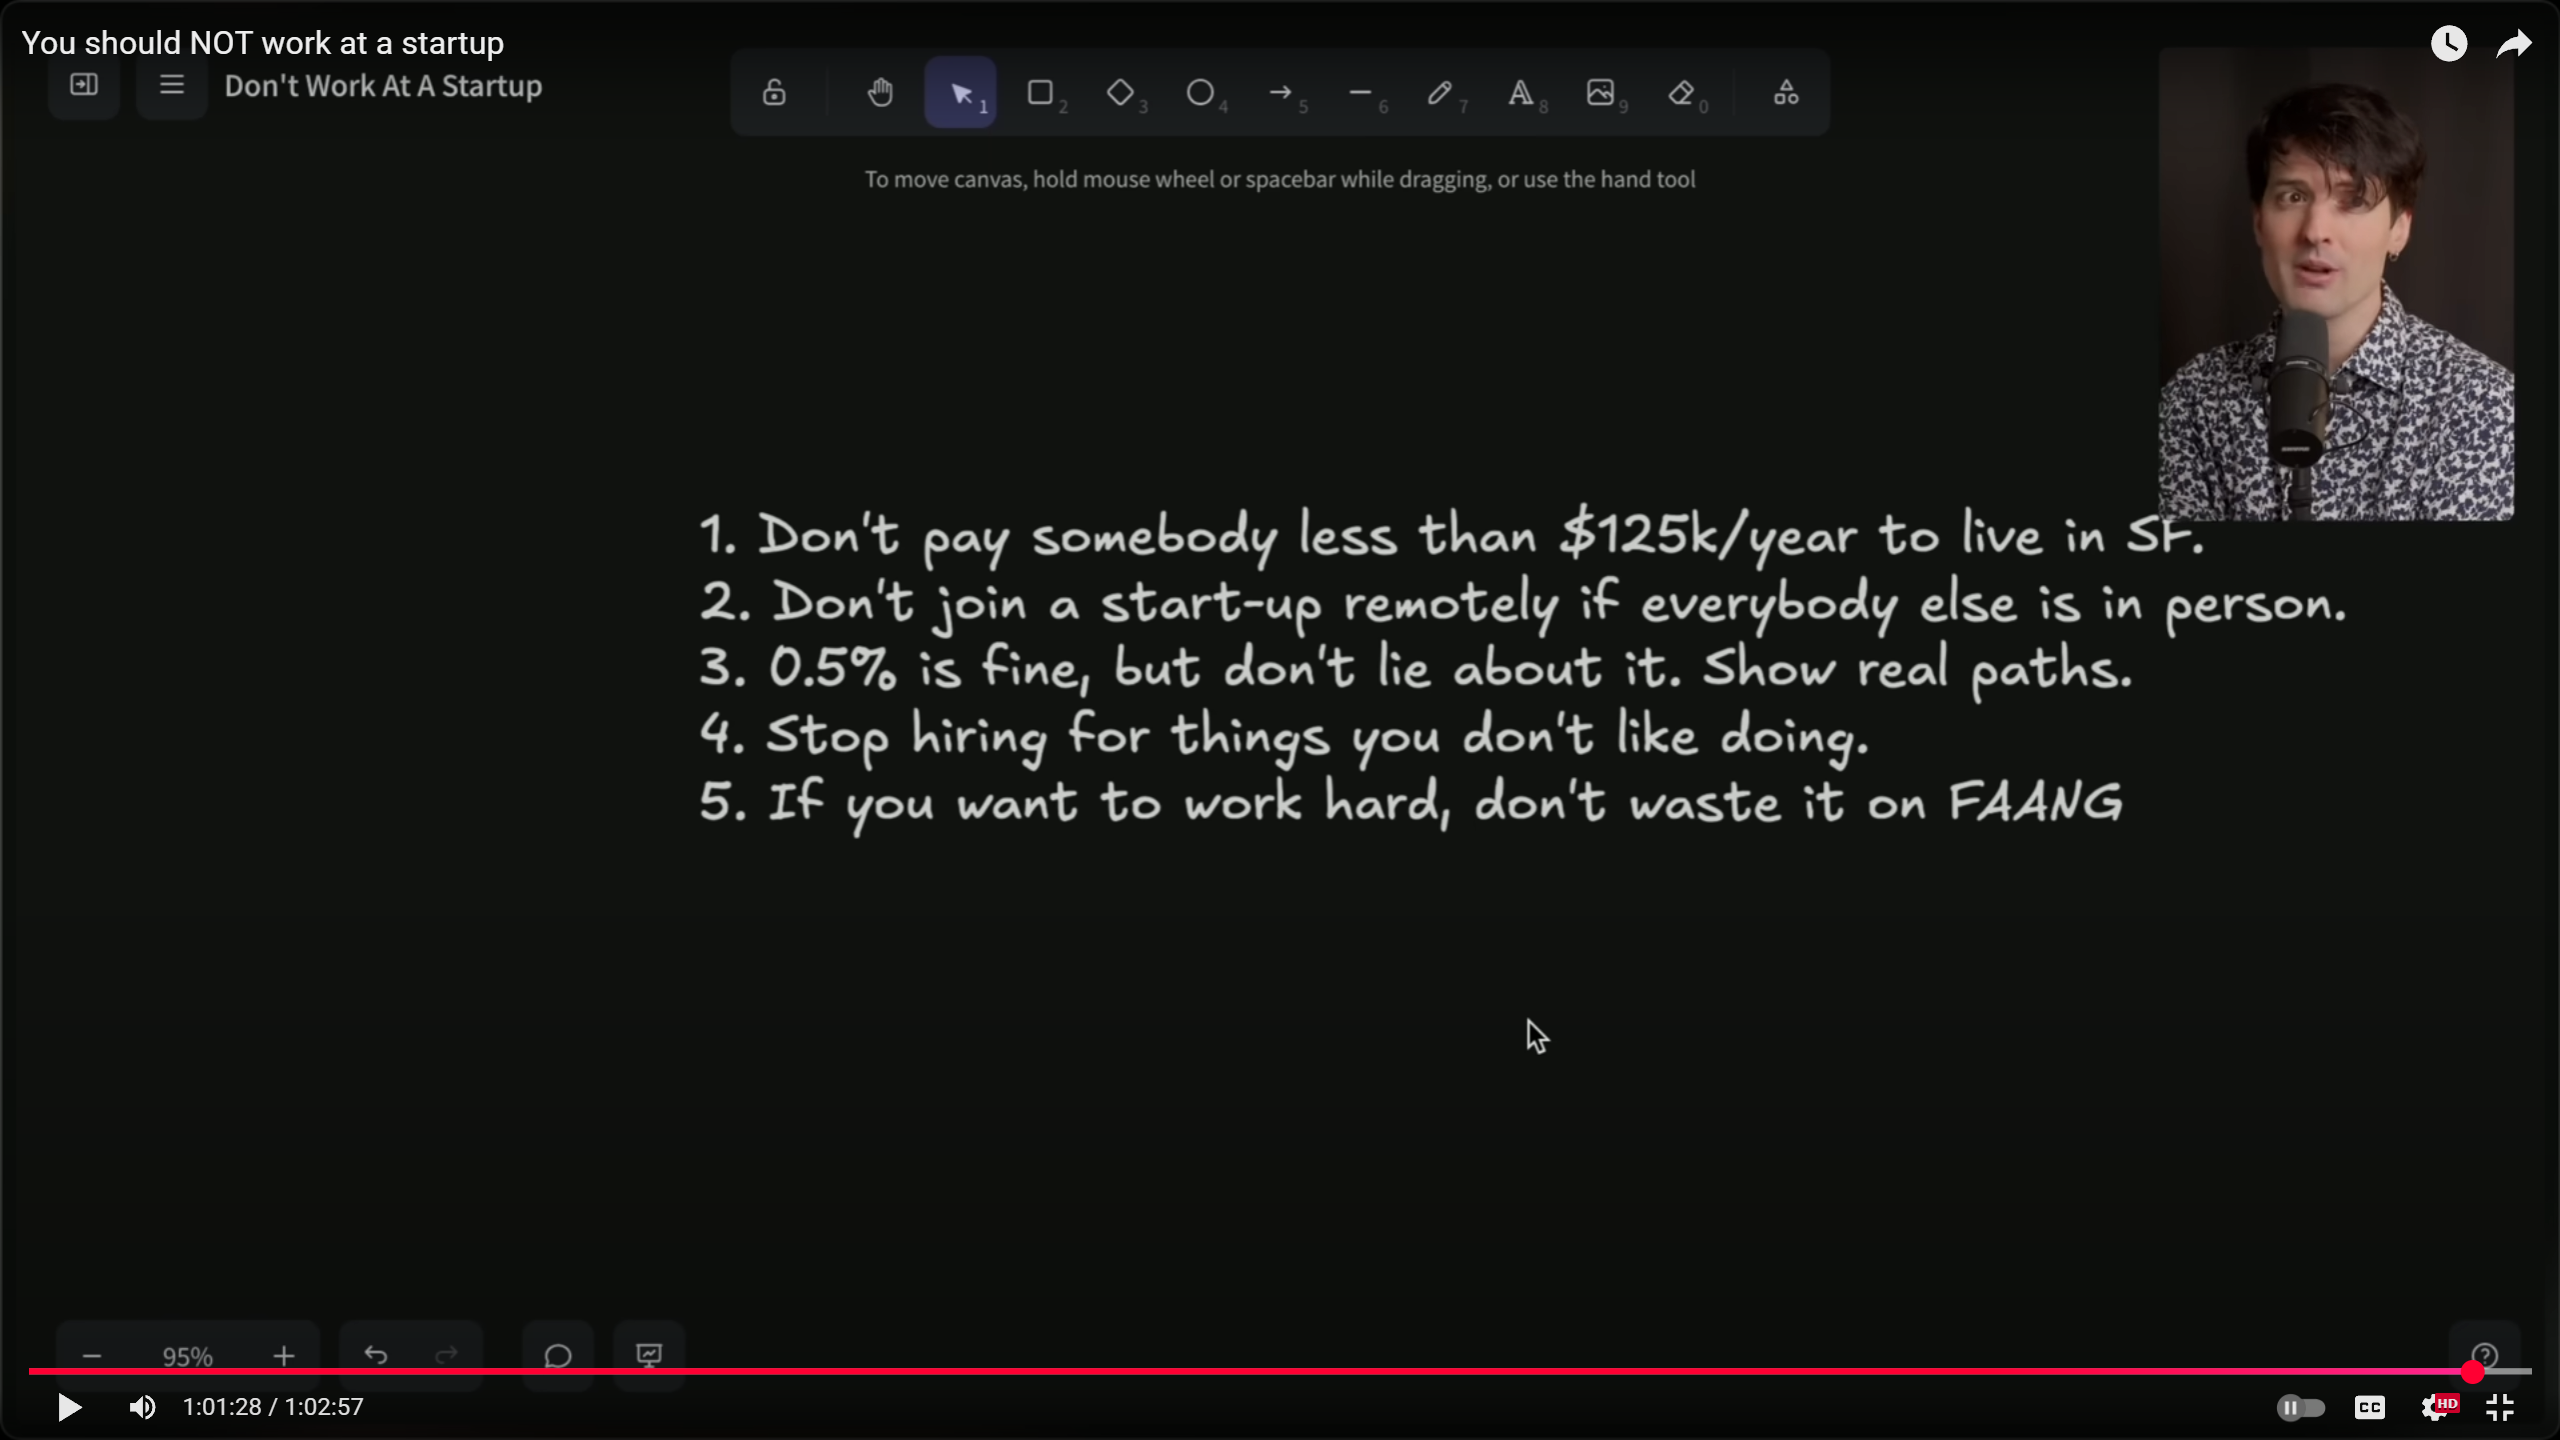 You should NOT work at a startup
Don't Work At A Startup
1 2 3 4 5 6 7 A 8 9 0
To move canvas, hold mouse wheel or spacebar while dragging, or use the hand tool
1. Don't pay somebody less than $125k/year to live in SF.
2. Don't join a start-up remotely if everybody else is in person.
3. 0.5% is fine, but don't lie about it. Show real paths.
4. Stop hiring for things you don't like doing.
5. If you want to work hard, don't waste it on FAANG
95%
1:01:28 / 1:02:57
CC
HD